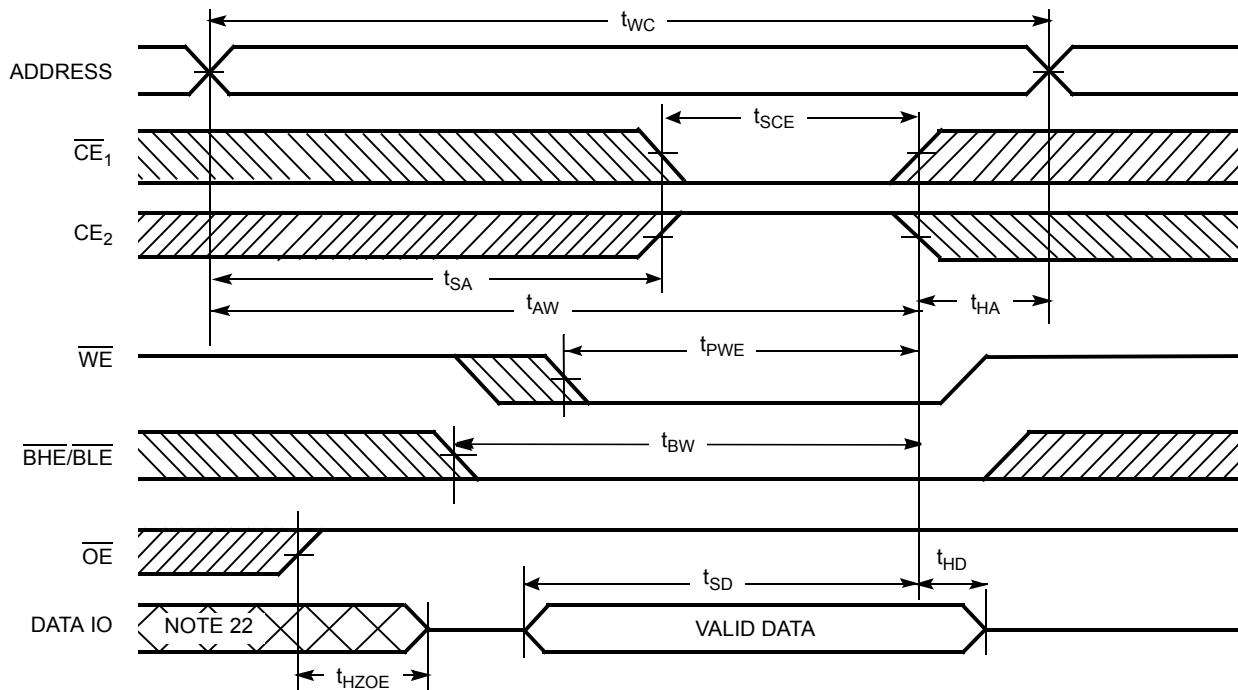 tWC
ADDRESS
tSCE
CE1
CE2
tSA
tAW
tHA
WE
tPWE
BHE/BLE
tBW
OE
tSD
tHD
DATA IO
NOTE 22
VALID DATA
tHZOE